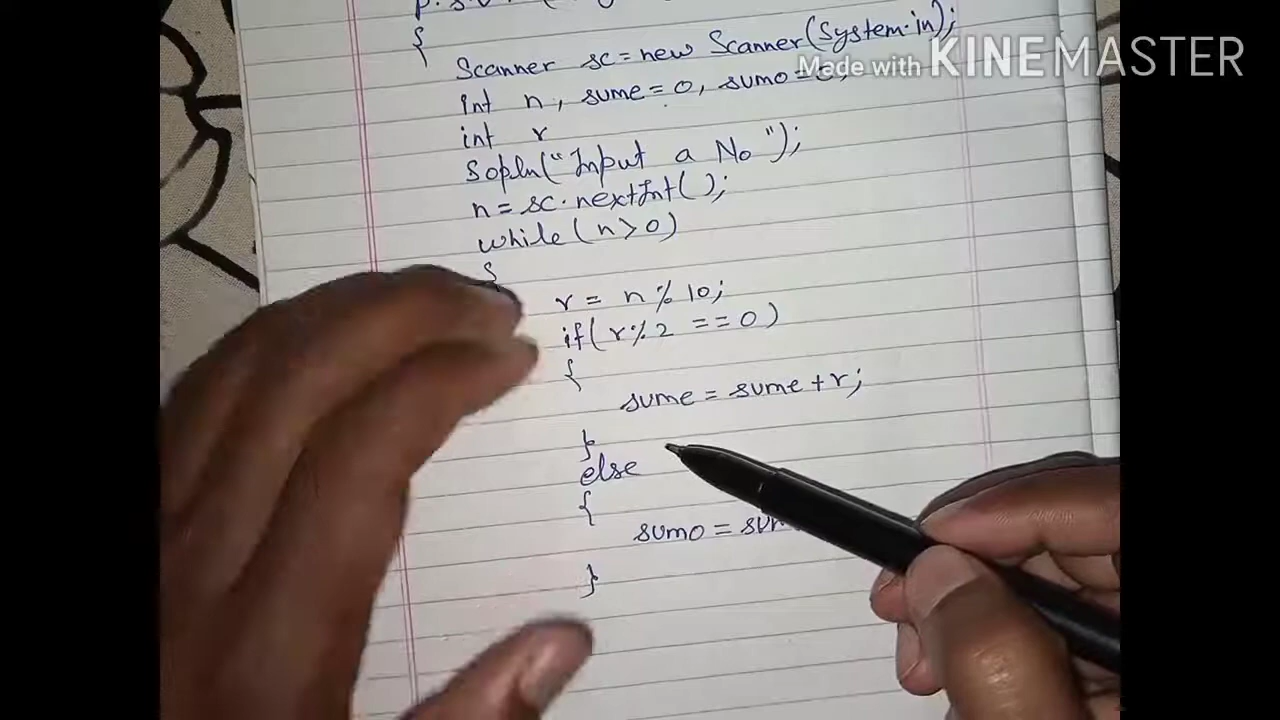 {
Scanner sc = new Scanner(System.in);
Made with KINEMASTER
int n, sume = 0, sumo = 0,
int r
Sopln("Input a No");
n = sc.nextInt();
while(n>0)
{
r = n%10;
if(r%2 == 0)
{
sume = sume + r;
}
else
{
sumo =
}